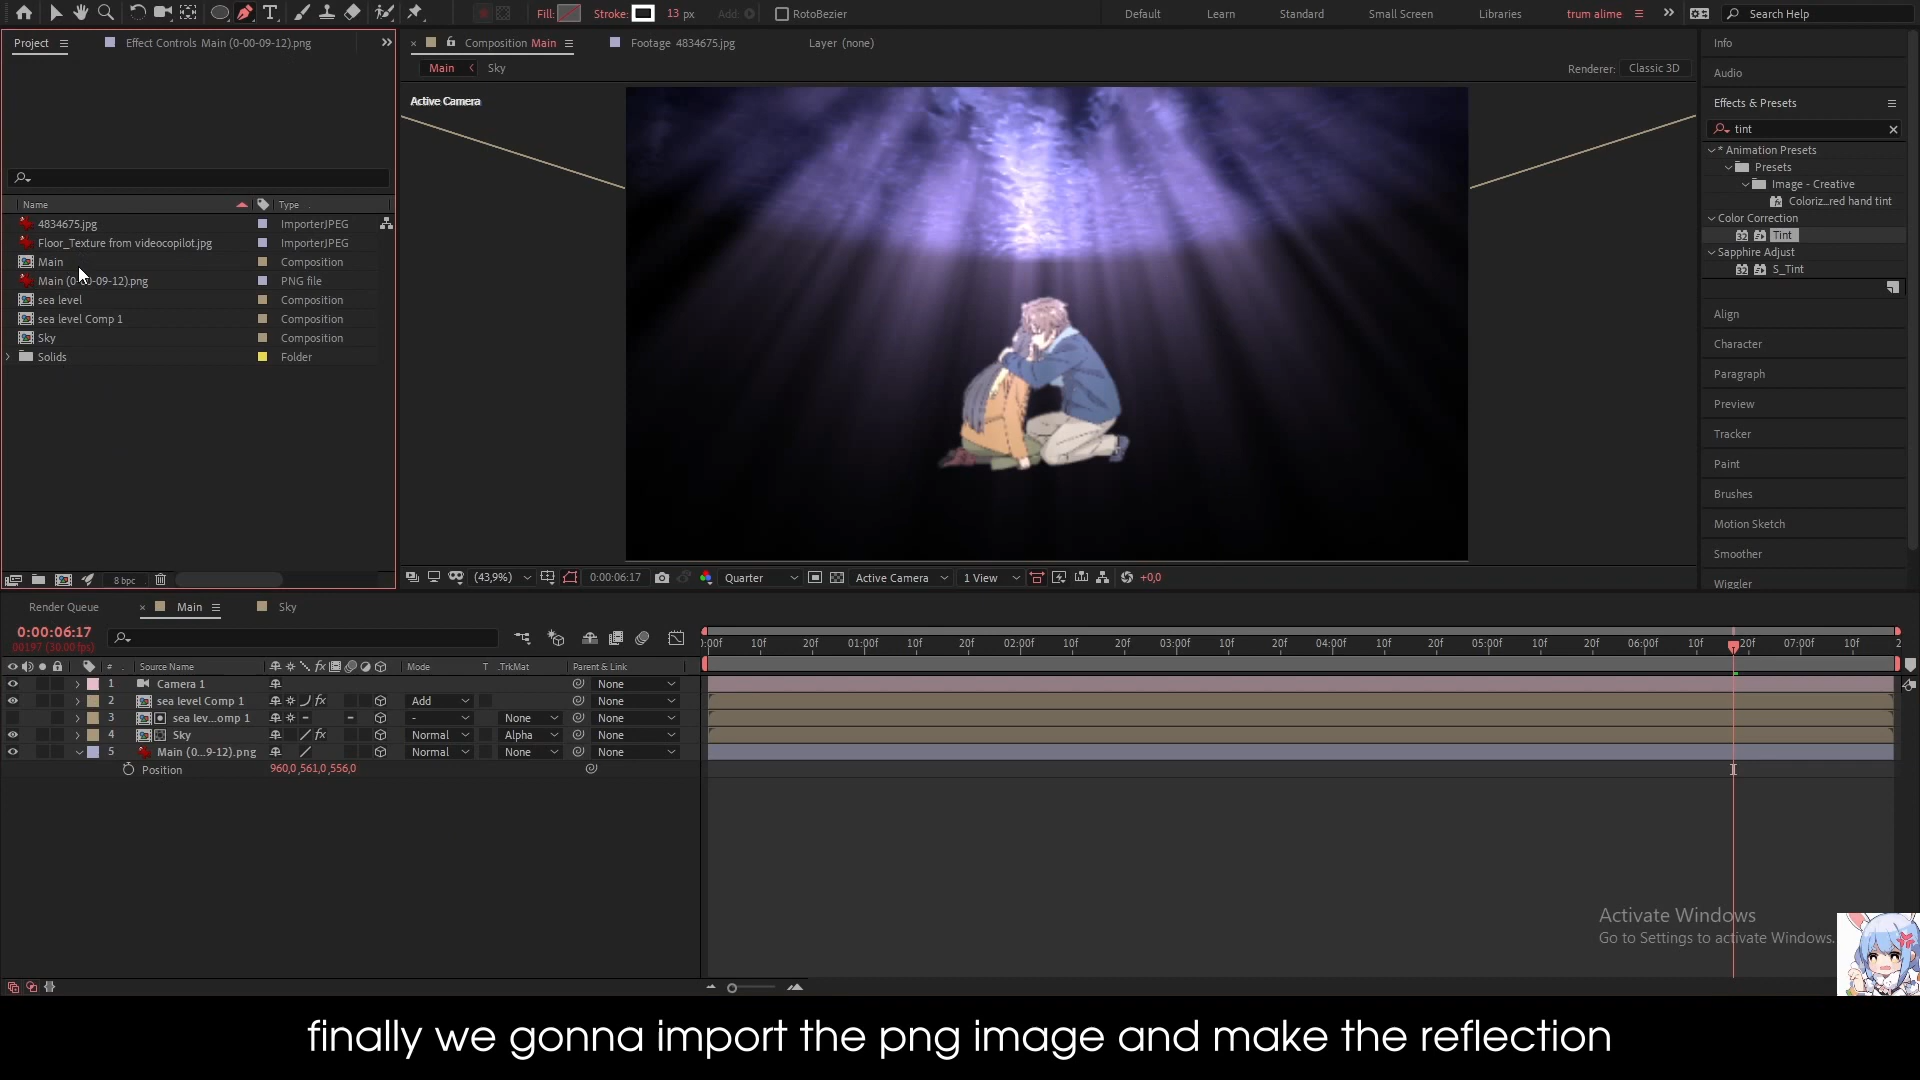 Fill:
Stroke:
13 px
Add:
RotoBezier
Default
Learn
Standard
Small Screen
Libraries
trum alime
Search Help
Project
Effect Controls Main (0-00-09-12).png
Composition Main
Footage 4834675.jpg
Layer (none)
Main
Sky
Renderer:
Classic 3D
Active Camera
Name
Type
4834675.jpg
ImporterJPEG
Floor_Texture from videocopilot.jpg
ImporterJPEG
Main
Composition
Main (0-00-09-12).png
PNG file
sea level
Composition
sea level Comp 1
Composition
Sky
Composition
Solids
Folder
8 bpc
(43,9%)
0:00:06:17
Quarter
Active Camera
1 View
+0,0
Info
Audio
Effects & Presets
tint
* Animation Presets
Presets
Image - Creative
Coloriz...red hand tint
Color Correction
32
Tint
Sapphire Adjust
32
S_Tint
Align
Character
Paragraph
Preview
Tracker
Paint
Brushes
Motion Sketch
Smoother
Wiggler
Render Queue
Main
Sky
0:00:06:17
00197 (30.00 fps)
:00f
10f
20f
01:00f
10f
20f
02:00f
10f
20f
03:00f
10f
20f
04:00f
10f
20f
05:00f
10f
20f
06:00f
10f
20f
07:00f
10f
2
#
Source Name
fx
Mode
T
.TrkMat
Parent & Link
1
Camera 1
None
2
sea level Comp 1
fx
Add
None
3
sea lev...omp 1
-
None
None
4
Sky
fx
Normal
Alpha
None
5
Main (0...9-12).png
Normal
None
None
Position
960,0,561,0,556,0
Activate Windows
Go to Settings to activate Windows.
finally we gonna import the png image and make the reflection